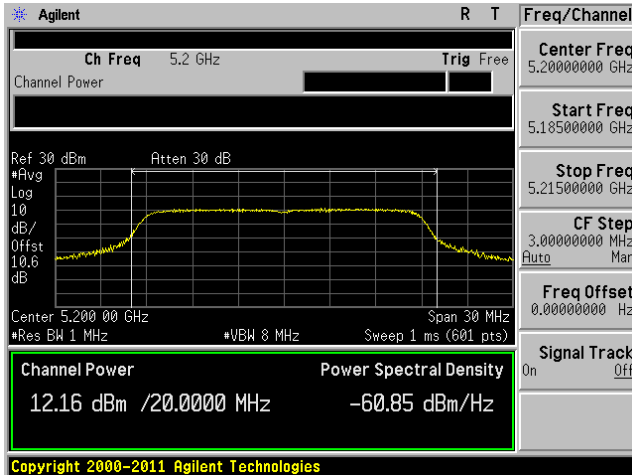 Agilent R T Freq/Channel
Ch Freq 5.2 GHz Trig Free
Channel Power
Ref 30 dBm Atten 30 dB
#Avg
Log
10
dB/
Offst
10.6
dB
Center 5.200 00 GHz Span 30 MHz
#Res BW 1 MHz #VBW 8 MHz Sweep 1 ms (601 pts)
Channel Power Power Spectral Density
12.16 dBm /20.0000 MHz -60.85 dBm/Hz
Copyright 2000-2011 Agilent Technologies
Center Freq
5.20000000 GHz
Start Freq
5.18500000 GHz
Stop Freq
5.21500000 GHz
CF Step
3.00000000 MHz
Auto Man
Freq Offset
0.00000000 Hz
Signal Track
On Off